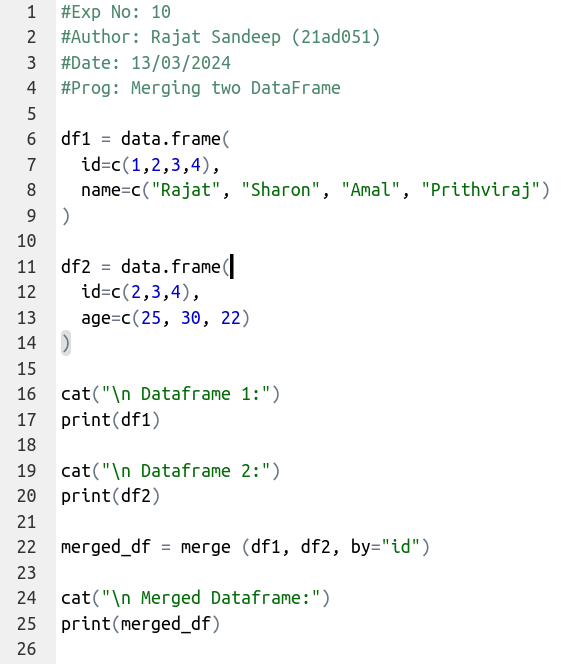 1 #Exp No: 10
2 #Author: Rajat Sandeep (21ad051)
3 #Date: 13/03/2024
4 #Prog: Merging two DataFrame
5
6 df1 = data.frame(
7   id=c(1,2,3,4),
8   name=c("Rajat", "Sharon", "Amal", "Prithviraj")
9 )
10
11 df2 = data.frame(
12   id=c(2,3,4),
13   age=c(25, 30, 22)
14 )
15
16 cat("\n Dataframe 1:")
17 print(df1)
18
19 cat("\n Dataframe 2:")
20 print(df2)
21
22 merged_df = merge (df1, df2, by="id")
23
24 cat("\n Merged Dataframe:")
25 print(merged_df)
26